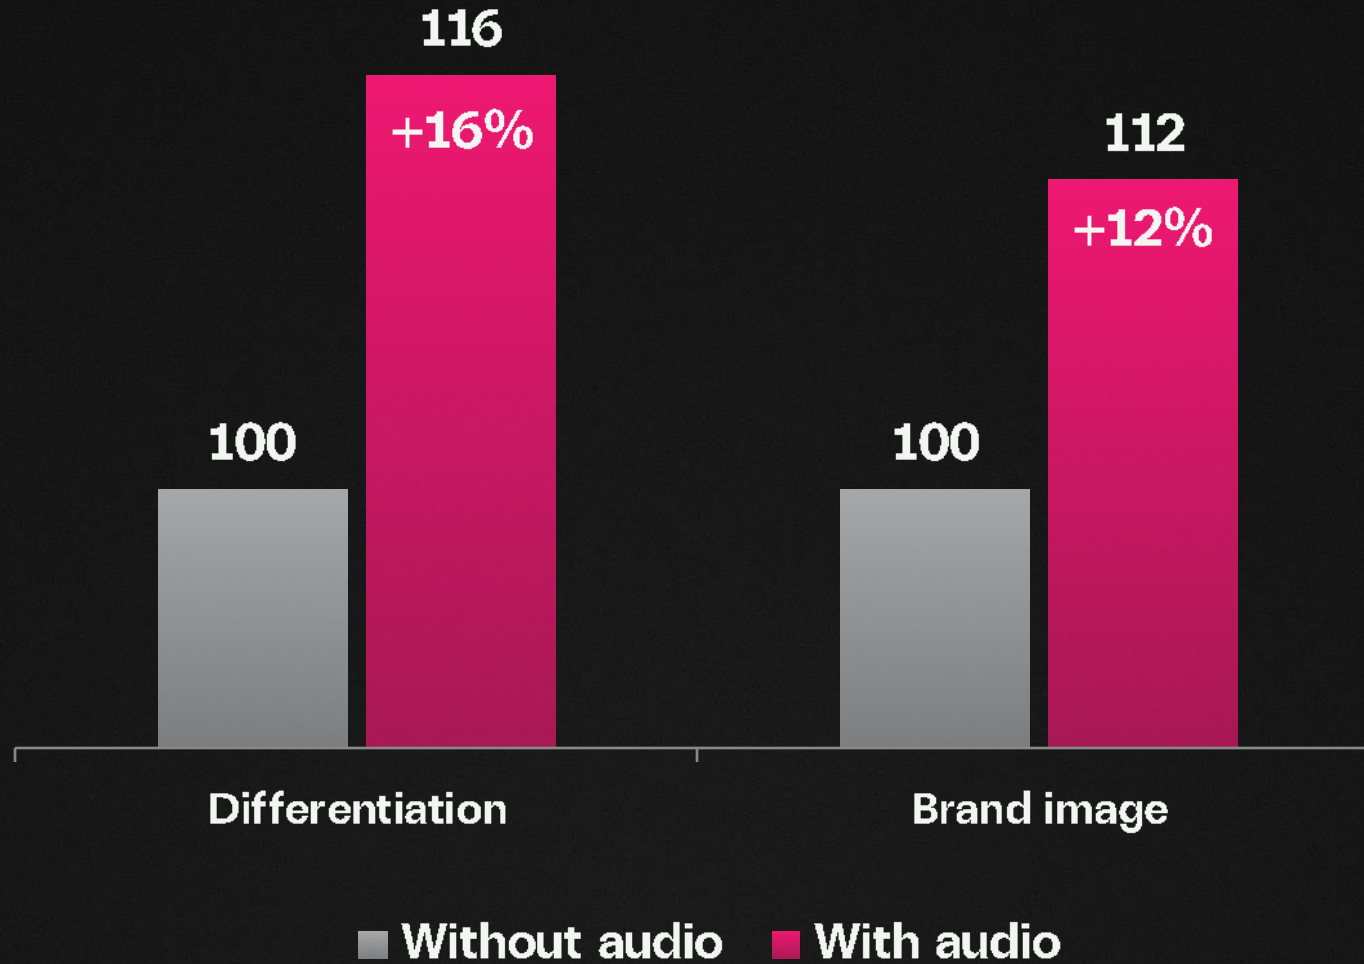 116
+16%
112
+12%
100
100
Differentiation
Brand image
Without audio
With audio